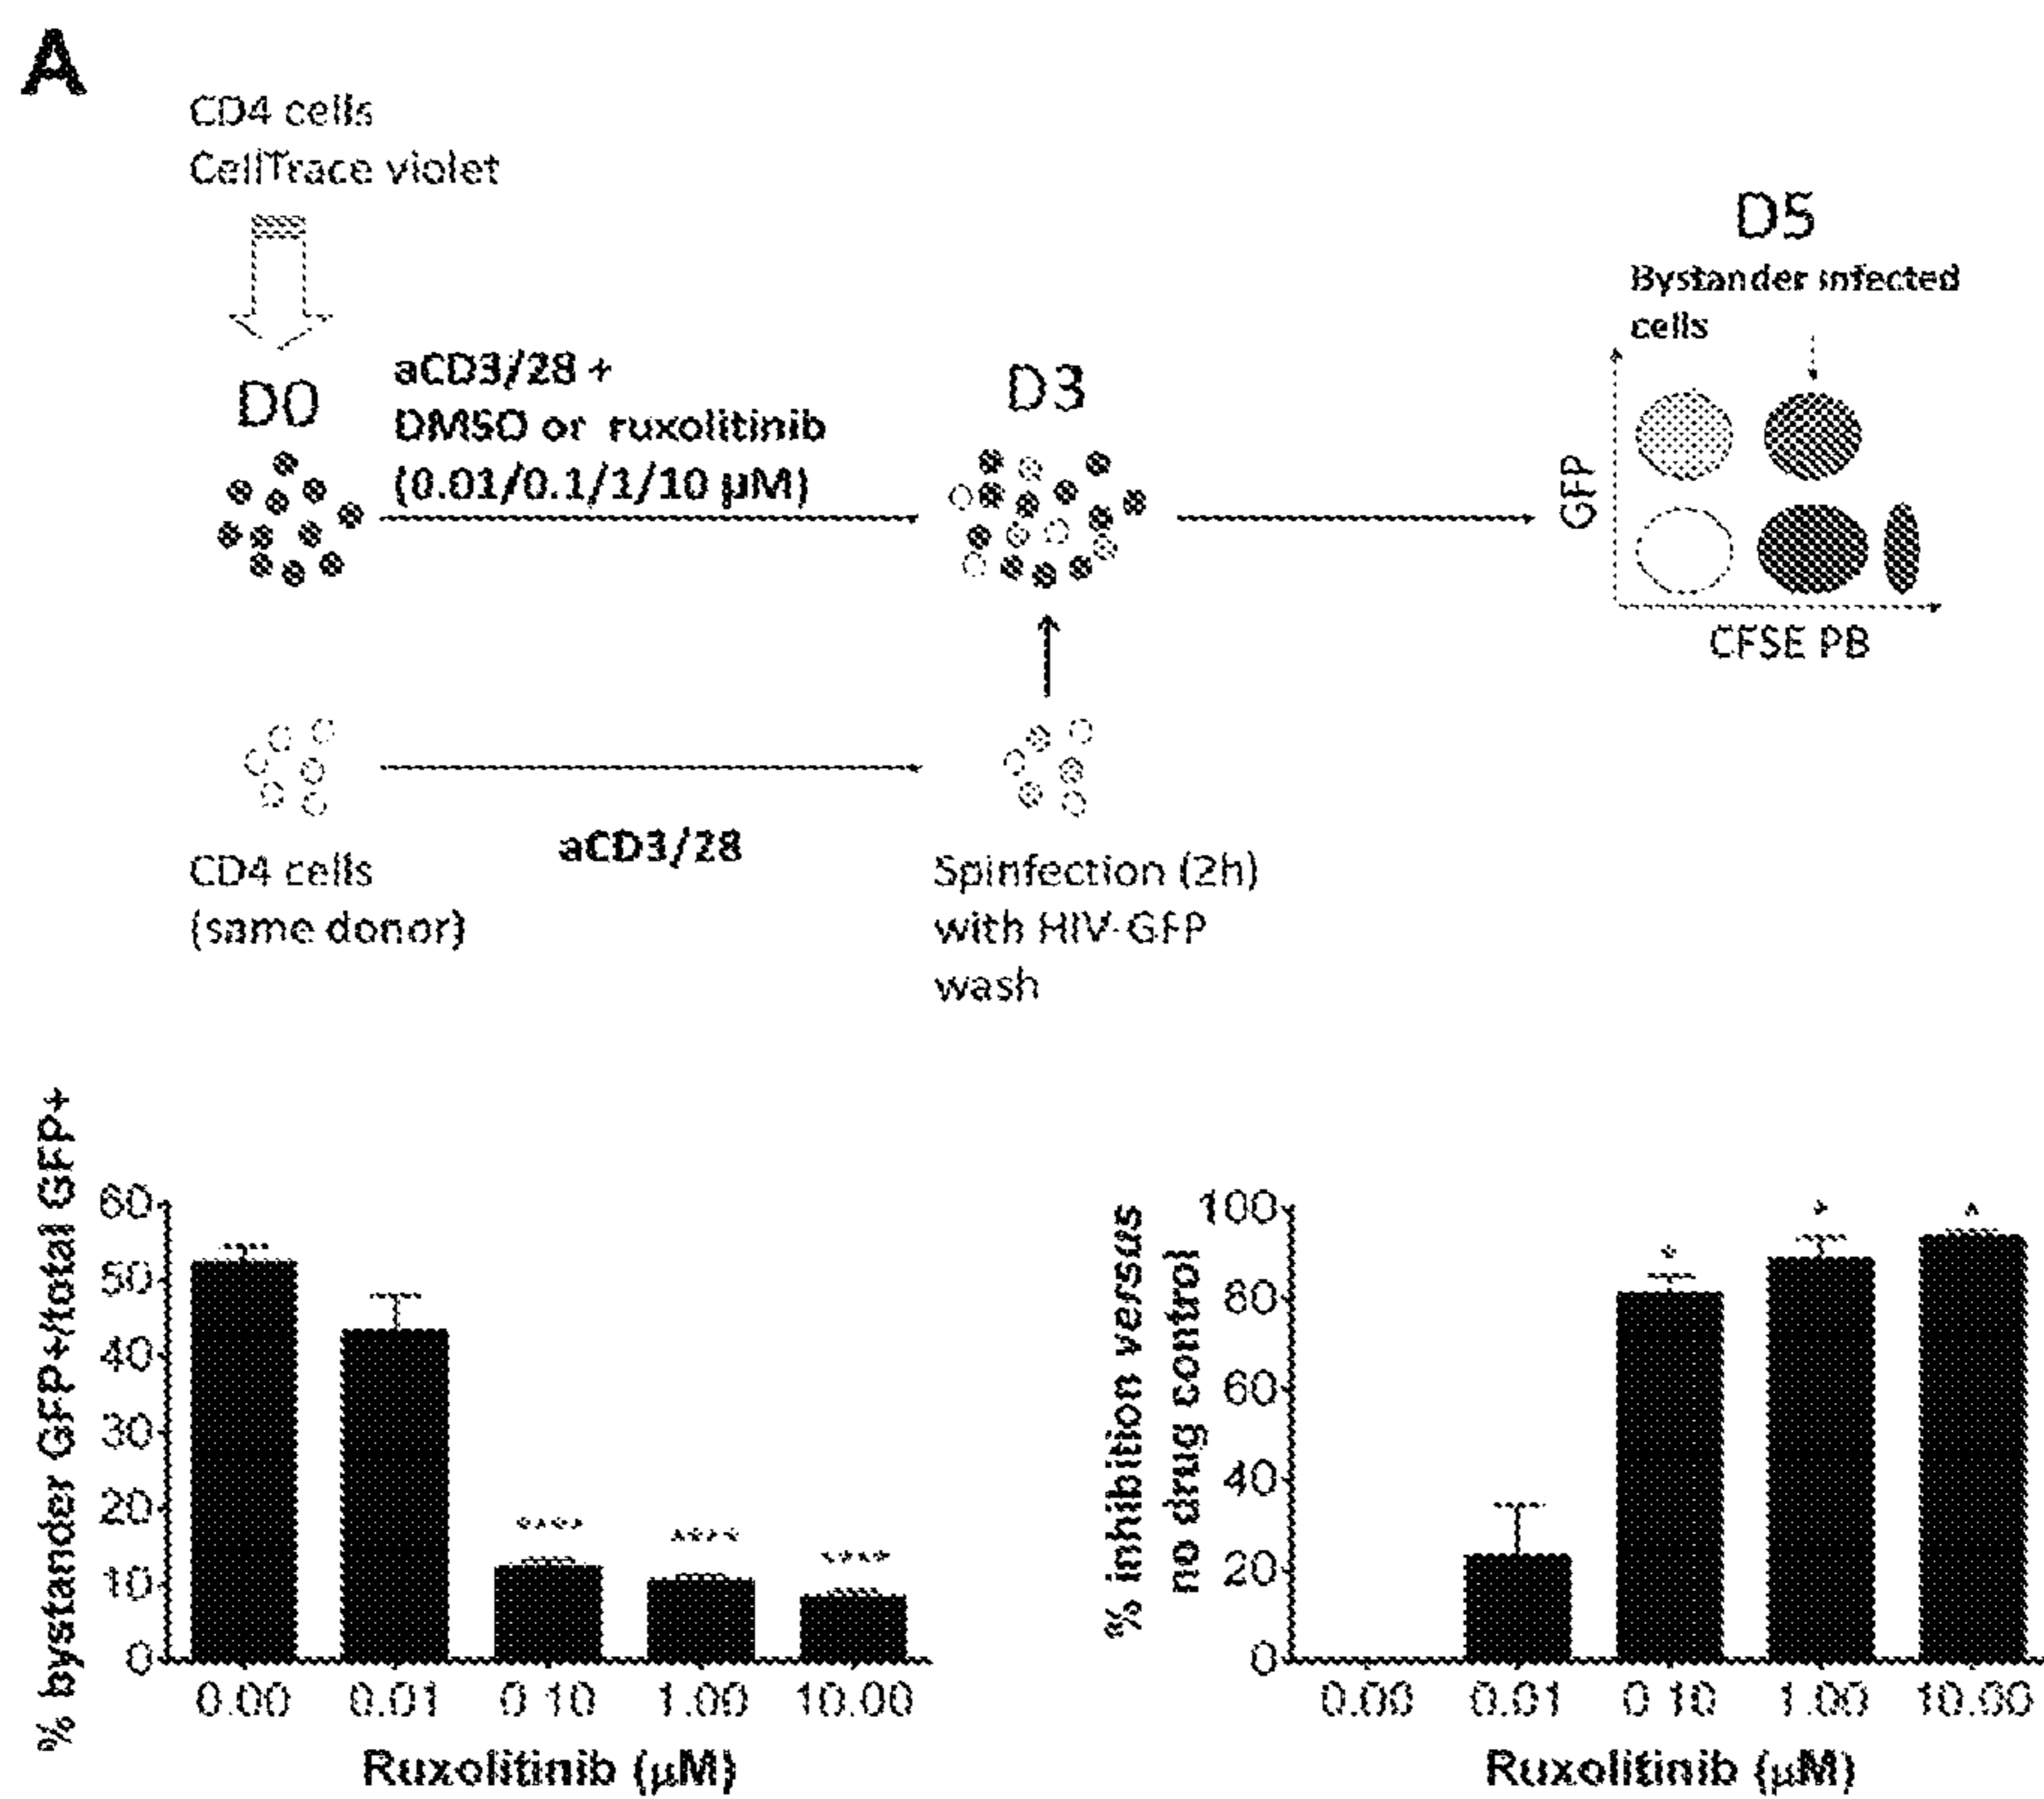 A
CD4 cells
CellTrace violet
D0
aCD3/28 +
DMSO or ruxolitinib
(0.01/0.1/1/10 µM)
D3
D5
Bystander infected
cells
GFP
CFSE PB
CD4 cells
(same donor)
aCD3/28
Spinfection (2h)
with HIV-GFP
wash
% bystander GFP+/total GFP+
60
50
40
30
20
10
0
****
****
****
0.00 0.01 0.10 1.00 10.00
Ruxolitinib (µM)
% inhibition versus
no drug control
100
80
60
40
20
0
*
*
*
0.00 0.01 0.10 1.00 10.00
Ruxolitinib (µM)